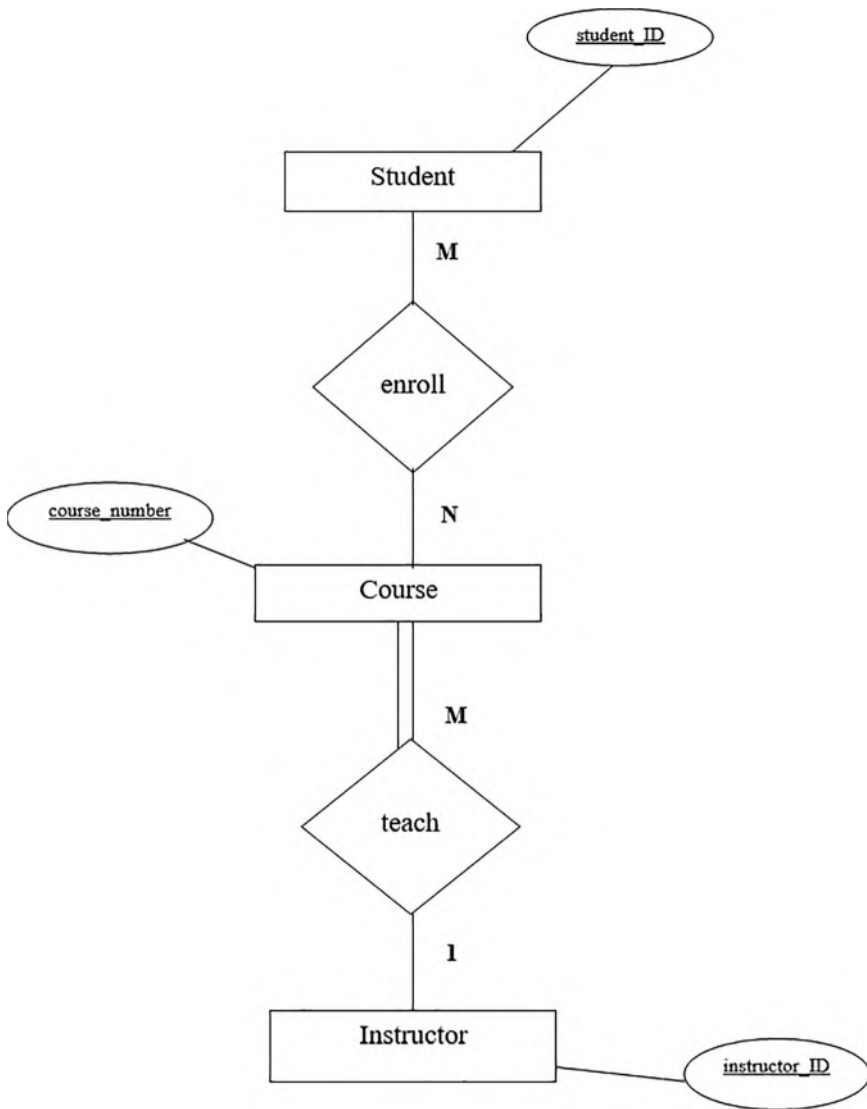 student_ID
Student
M
enroll
N
course_number
Course
M
teach
1
Instructor
instructor_ID